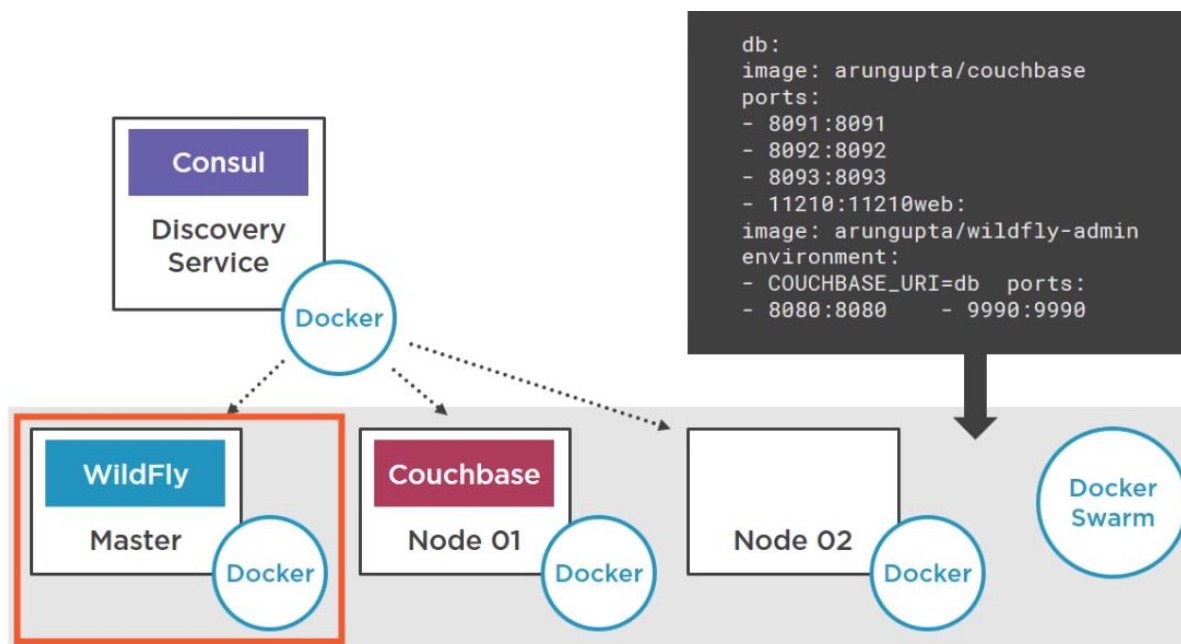 db:
image: arungupta/couchbase
ports:
- 8091:8091
- 8092:8092
- 8093:8093
- 11210:11210web:
image: arungupta/wildfly-admin
environment:
- COUCHBASE_URI=db  ports:
- 8080:8080    - 9990:9990
Consul
Discovery
Service
Docker
WildFly
Master
Docker
Couchbase
Node 01
Docker
Node 02
Docker
Docker
Swarm